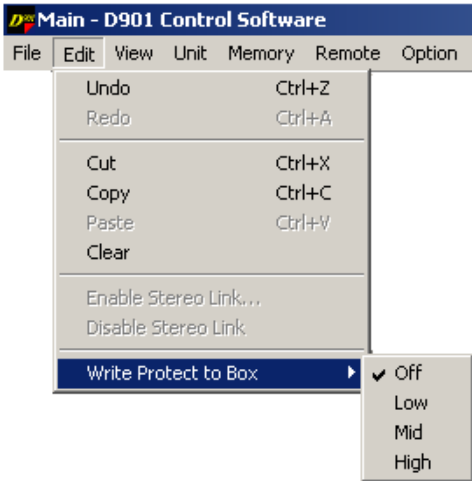 Main - D901 Control Software
File Edit View Unit Memory Remote Option
Undo Ctrl+Z
Redo Ctrl+A
Cut Ctrl+X
Copy Ctrl+C
Paste Ctrl+V
Clear
Enable Stereo Link...
Disable Stereo Link
Write Protect to Box
Off
Low
Mid
High